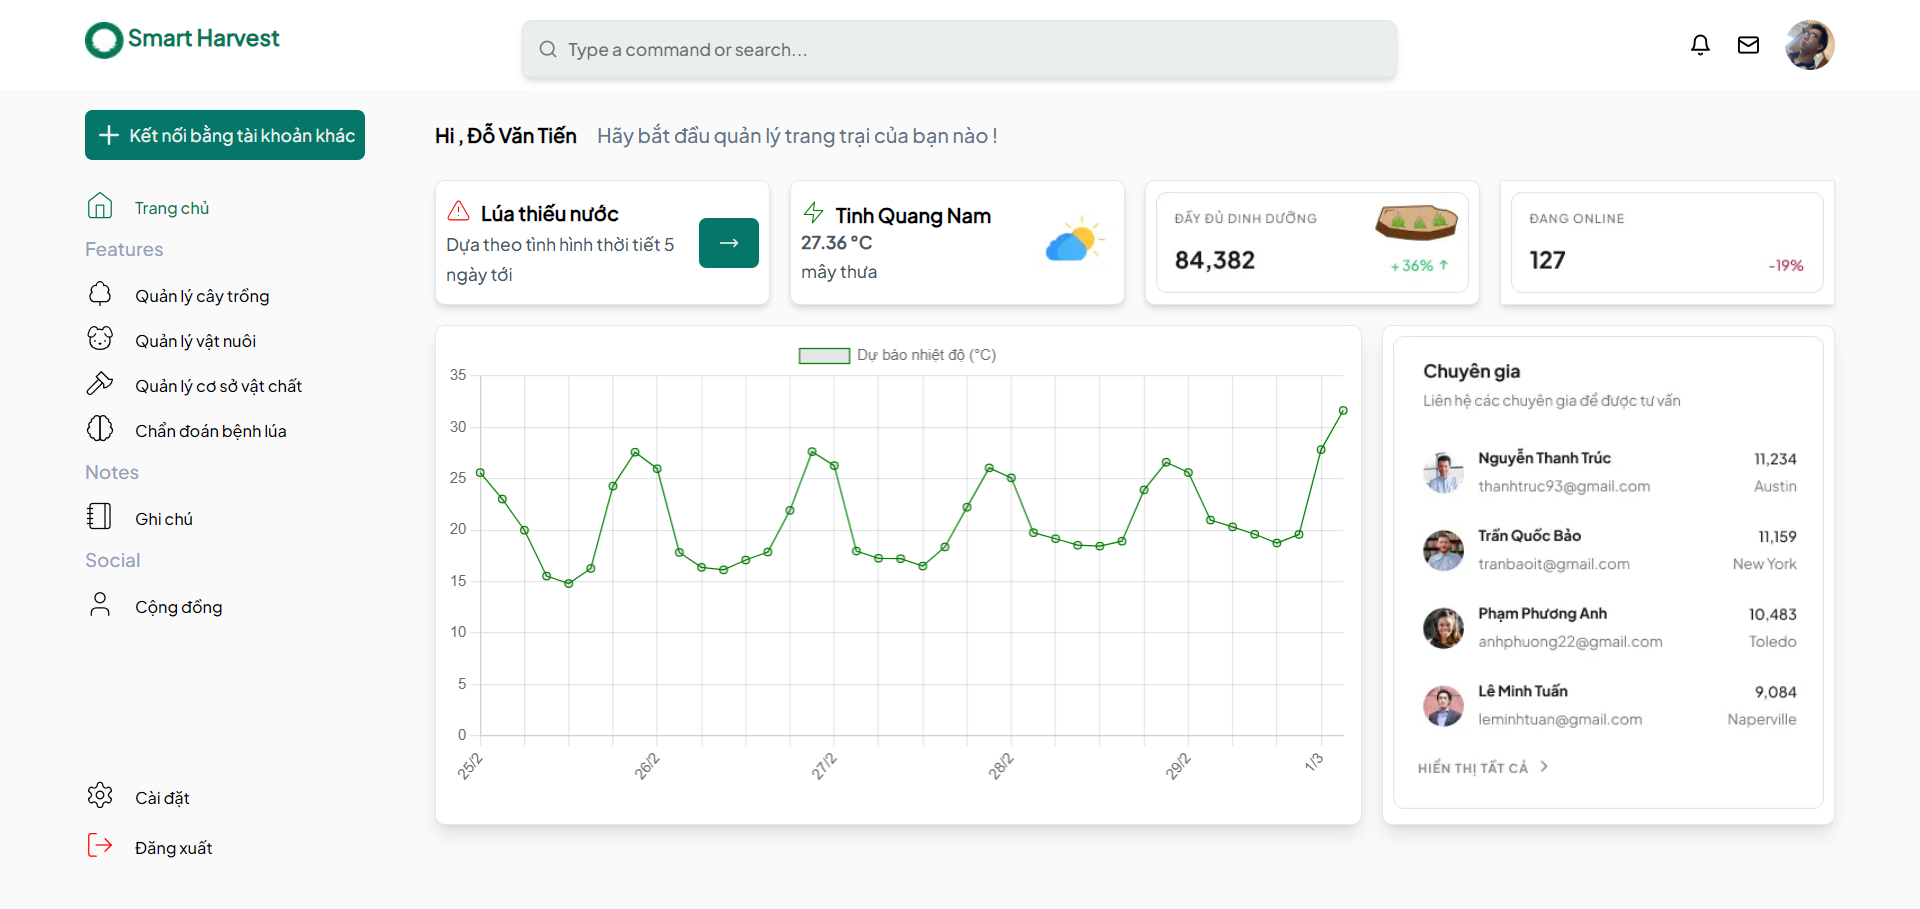 Smart Harvest
Type a command or search...
Kết nối bằng tài khoản khác
Trang chủ
Features
Quản lý cây trồng
Quản lý vật nuôi
Quản lý cơ sở vật chất
Chẩn đoán bệnh lúa
Notes
Ghi chú
Social
Cộng đồng
Cài đặt
Đăng xuất
Hi , Đỗ Văn Tiến Hãy bắt đầu quản lý trang trại của bạn nào !
Lúa thiếu nước
Dựa theo tình hình thời tiết 5
ngày tới
Tinh Quang Nam
27.36 °C
mây thưa
ĐẦY ĐỦ DINH DƯỠNG
84,382
+36% ↑
ĐANG ONLINE
127
-19%
Dự báo nhiệt độ (°C)
35
30
25
20
15
10
5
0
25/2
26/2
27/2
28/2
29/2
1/3
Chuyên gia
Liên hệ các chuyên gia để được tư vấn
Nguyễn Thanh Trúc 11,234
thanhtruc93@gmail.com Austin
Trần Quốc Bảo 11,159
tranbaoit@gmail.com New York
Phạm Phương Anh 10,483
anhphuong22@gmail.com Toledo
Lê Minh Tuấn 9,084
leminhtuan@gmail.com Naperville
HIỂN THỊ TẤT CẢ